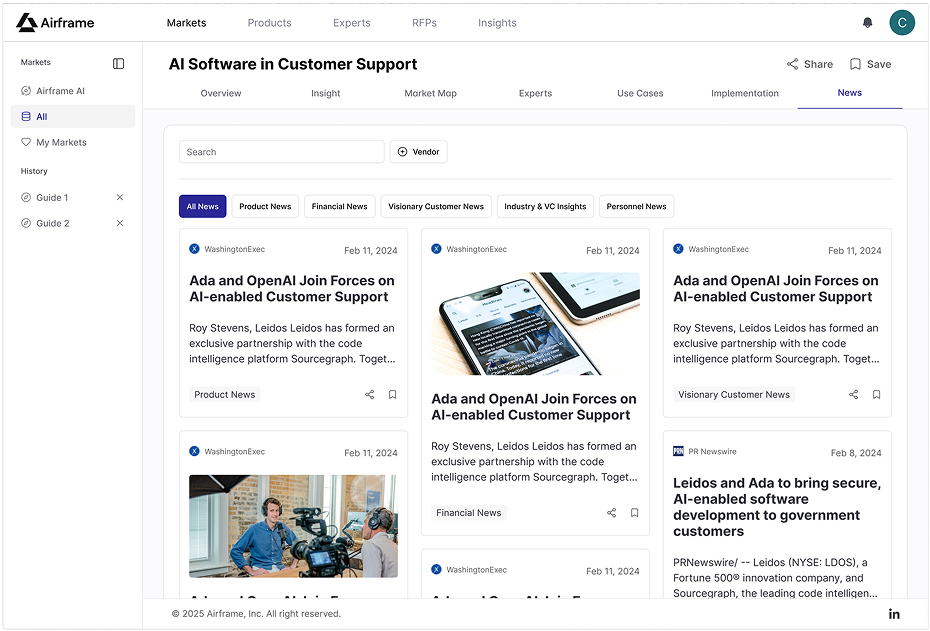 Airframe
Markets
Products
Experts
RFPs
Insights
C
Markets
Airframe AI
All
My Markets
History
Guide 1
Guide 2
AI Software in Customer Support
Share
Save
Overview
Insight
Market Map
Experts
Use Cases
Implementation
News
Search
Vendor
All News
Product News
Financial News
Visionary Customer News
Industry & VC Insights
Personnel News
X WashingtonExec
Feb 11, 2024
Ada and OpenAI Join Forces on
AI-enabled Customer Support
Roy Stevens, Leidos Leidos has formed an
exclusive partnership with the code
intelligence platform Sourcegraph. Toget...
Product News
X WashingtonExec
Feb 11, 2024
X WashingtonExec
Feb 11, 2024
Headlines
Ada and OpenAI Join Forces on
AI-enabled Customer Support
Roy Stevens, Leidos Leidos has formed an
exclusive partnership with the code
intelligence platform Sourcegraph. Toget...
Financial News
WashingtonExec
Feb 11, 2024
X WashingtonExec
Feb 11, 2024
Ada and OpenAI Join Forces on
AI-enabled Customer Support
Roy Stevens, Leidos Leidos has formed an
exclusive partnership with the code
intelligence platform Sourcegraph. Toget...
Visionary Customer News
PRN PR Newswire
Feb 8, 2024
Leidos and Ada to bring secure,
AI-enabled software
development to government
customers
PRNewswire/ -- Leidos (NYSE: LDOS), a
Fortune 500® innovation company, and
Sourcegraph, the leading code intelligen...
© 2025 Airframe, Inc. All right reserved.
in